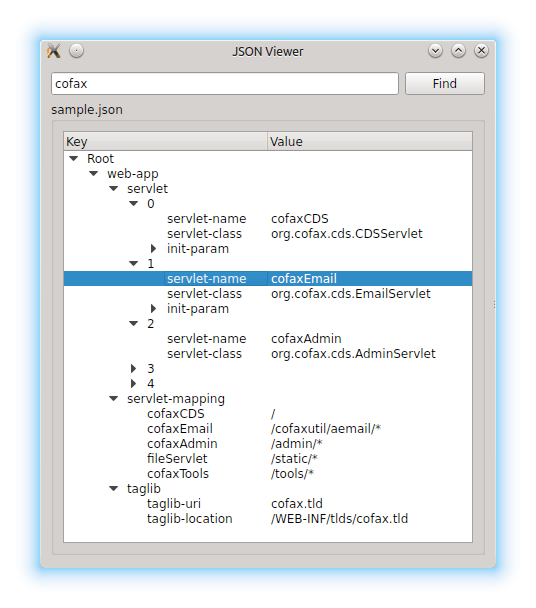 JSON Viewer
cofax Find
sample.json
Key Value
Root
web-app
servlet
0
servlet-name cofaxCDS
servlet-class org.cofax.cds.CDSServlet
init-param
1
servlet-name cofaxEmail
servlet-class org.cofax.cds.EmailServlet
init-param
2
servlet-name cofaxAdmin
servlet-class org.cofax.cds.AdminServlet
3
4
servlet-mapping
cofaxCDS /
cofaxEmail /cofaxutil/aemail/*
cofaxAdmin /admin/*
fileServlet /static/*
cofaxTools /tools/*
taglib
taglib-uri cofax.tld
taglib-location /WEB-INF/tlds/cofax.tld